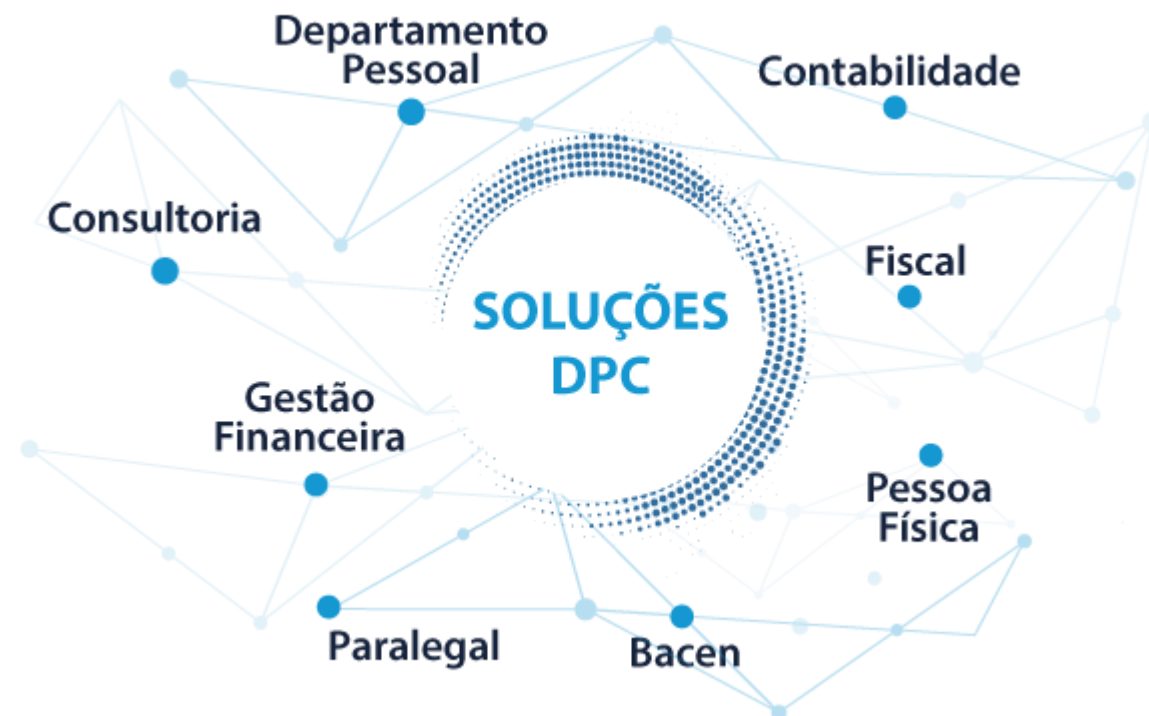 Departamento
Pessoal
Contabilidade
Consultoria
Fiscal
SOLUÇÕES
DPC
Gestão
Financeira
Pessoa
Física
Paralegal
Bacen